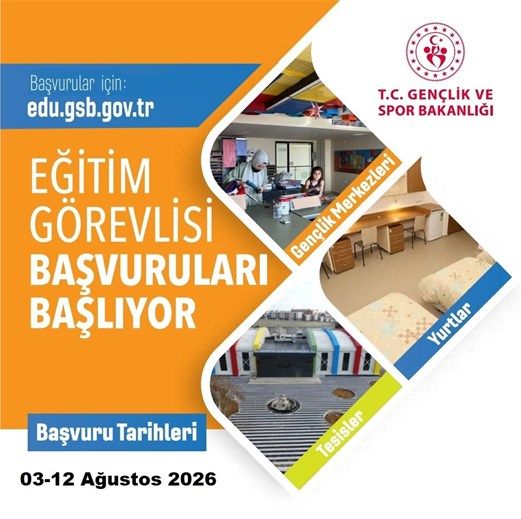 Başvurular için:
edu.gsb.gov.tr
T.C. GENÇLİK VE
SPOR BAKANLIĞI
EĞİTİM
GÖREVLİSİ
BAŞVURULARI
BAŞLIYOR
Gençlik Merkezleri
Yurtlar
Tesisler
Başvuru Tarihleri
03-12 Ağustos 2026